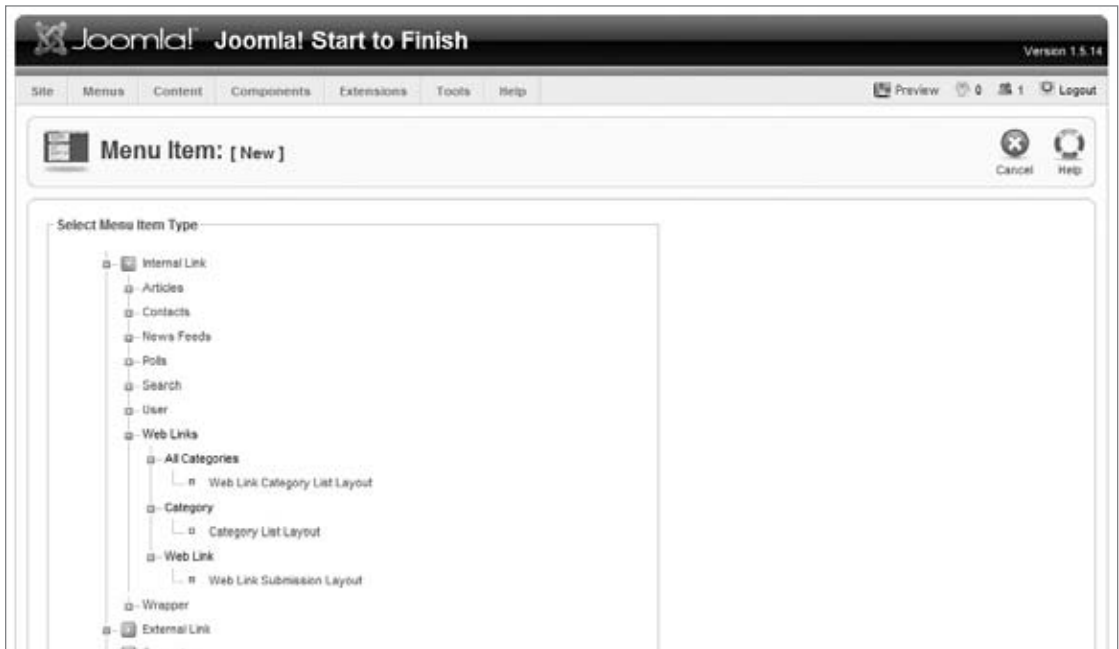 Joomla! Joomla! Start to Finish
Version 1.5.14
Site Menus Content Components Extensions Tools Help Preview 0 1 Logout
Menu Item: [ New ]
Cancel Help
Select Menu Item Type
Internal Link
Articles
Contacts
News Feeds
Polls
Search
User
Web Links
All Categories
Web Link Category List Layout
Category
Category List Layout
Web Link
Web Link Submission Layout
Wrapper
External Link